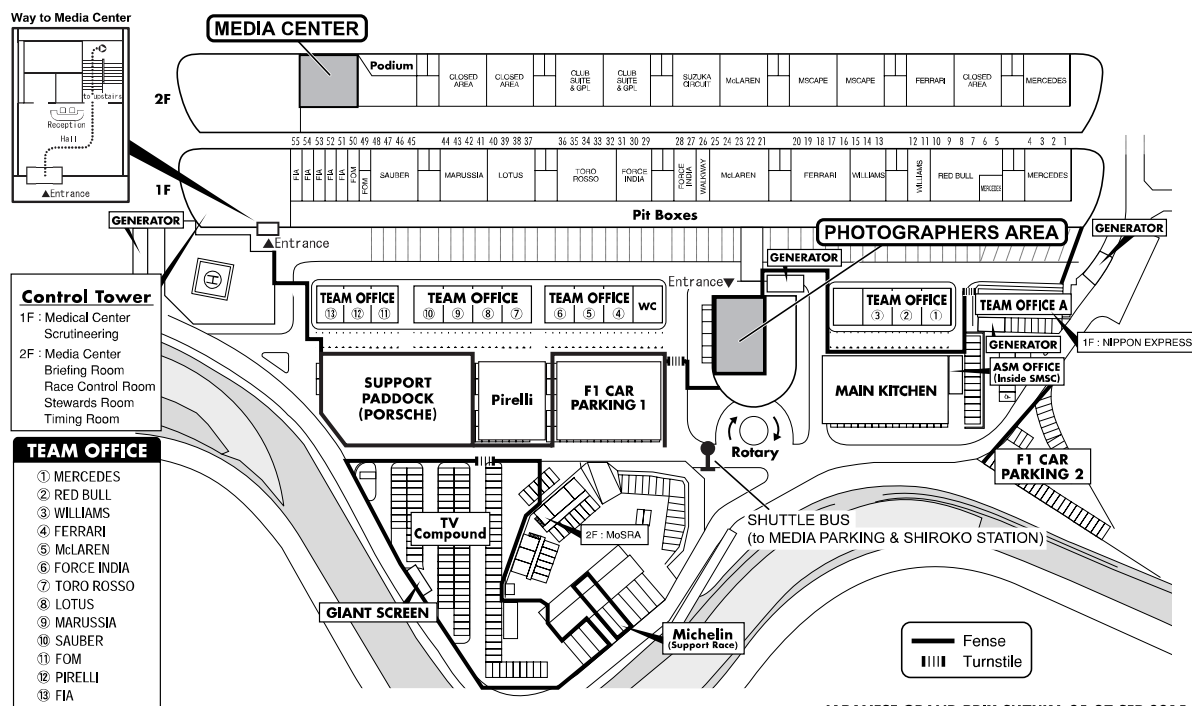 Way to Media Center
to upstairs
Reception
Hall
▲Entrance
MEDIA CENTER
Podium
2F
CLOSED AREA
CLOSED AREA
CLUB SUITE & GPL
CLUB SUITE & GPL
SUZUKA CIRCUIT
McLAREN
MSCAPE
MSCAPE
FERRARI
CLOSED AREA
MERCEDES
55 54 53 52 51 50 49 48 47 46 45 44 43 42 41 40 39 38 37 36 35 34 33 32 31 30 29 28 27 26 25 24 23 22 21 20 19 18 17 16 15 14 13 12 11 10 9 8 7 6 5 4 3 2 1
1F
FIA
FIA
FIA
FIA
FIA
FOM
FOM
SAUBER
MARUSSIA
LOTUS
TORO ROSSO
FORCE INDIA
FORCE INDIA
WALKWAY
McLAREN
FERRARI
WILLIAMS
WILLIAMS
RED BULL
MERCEDES
MERCEDES
Pit Boxes
GENERATOR
▲Entrance
PHOTOGRAPHERS AREA
GENERATOR
GENERATOR
Entrance▼
Control Tower
1F : Medical Center
Scrutineering
2F : Media Center
Briefing Room
Race Control Room
Stewards Room
Timing Room
H
TEAM OFFICE
⑬ ⑫ ⑪
TEAM OFFICE
⑩ ⑨ ⑧ ⑦
TEAM OFFICE
⑥ ⑤ ④
WC
TEAM OFFICE
③ ② ①
TEAM OFFICE A
1F : NIPPON EXPRESS
GENERATOR
ASM OFFICE
(Inside SMSC)
SUPPORT
PADDOCK
(PORSCHE)
Pirelli
F1 CAR
PARKING 1
MAIN KITCHEN
Rotary
F1 CAR
PARKING 2
TEAM OFFICE
① MERCEDES
② RED BULL
③ WILLIAMS
④ FERRARI
⑤ McLAREN
⑥ FORCE INDIA
⑦ TORO ROSSO
⑧ LOTUS
⑨ MARUSSIA
⑩ SAUBER
⑪ FOM
⑫ PIRELLI
⑬ FIA
TV
Compound
2F : MoSRA
SHUTTLE BUS
(to MEDIA PARKING & SHIROKO STATION)
GIANT SCREEN
Michelin
(Support Race)
Fense
Turnstile